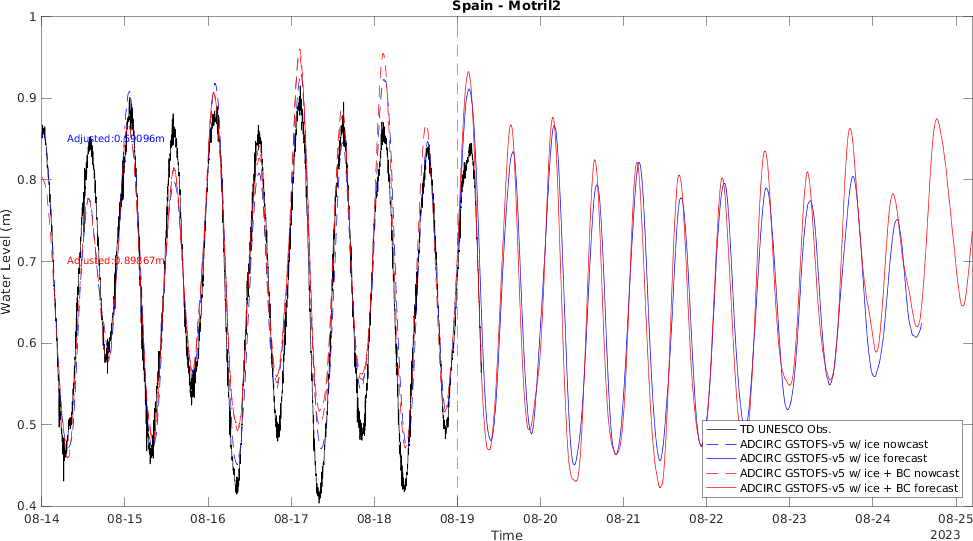 Spain - Motril2
Water Level (m)
1
0.9
0.8
0.7
0.6
0.5
0.4
Adjusted:0.59096m
Adjusted:0.89867m
TD UNESCO Obs.
ADCIRC GSTOFS-v5 w/ ice nowcast
ADCIRC GSTOFS-v5 w/ ice forecast
ADCIRC GSTOFS-v5 w/ ice + BC nowcast
ADCIRC GSTOFS-v5 w/ ice + BC forecast
08-14 08-15 08-16 08-17 08-18 08-19 08-20 08-21 08-22 08-23 08-24 08-25
Time
2023